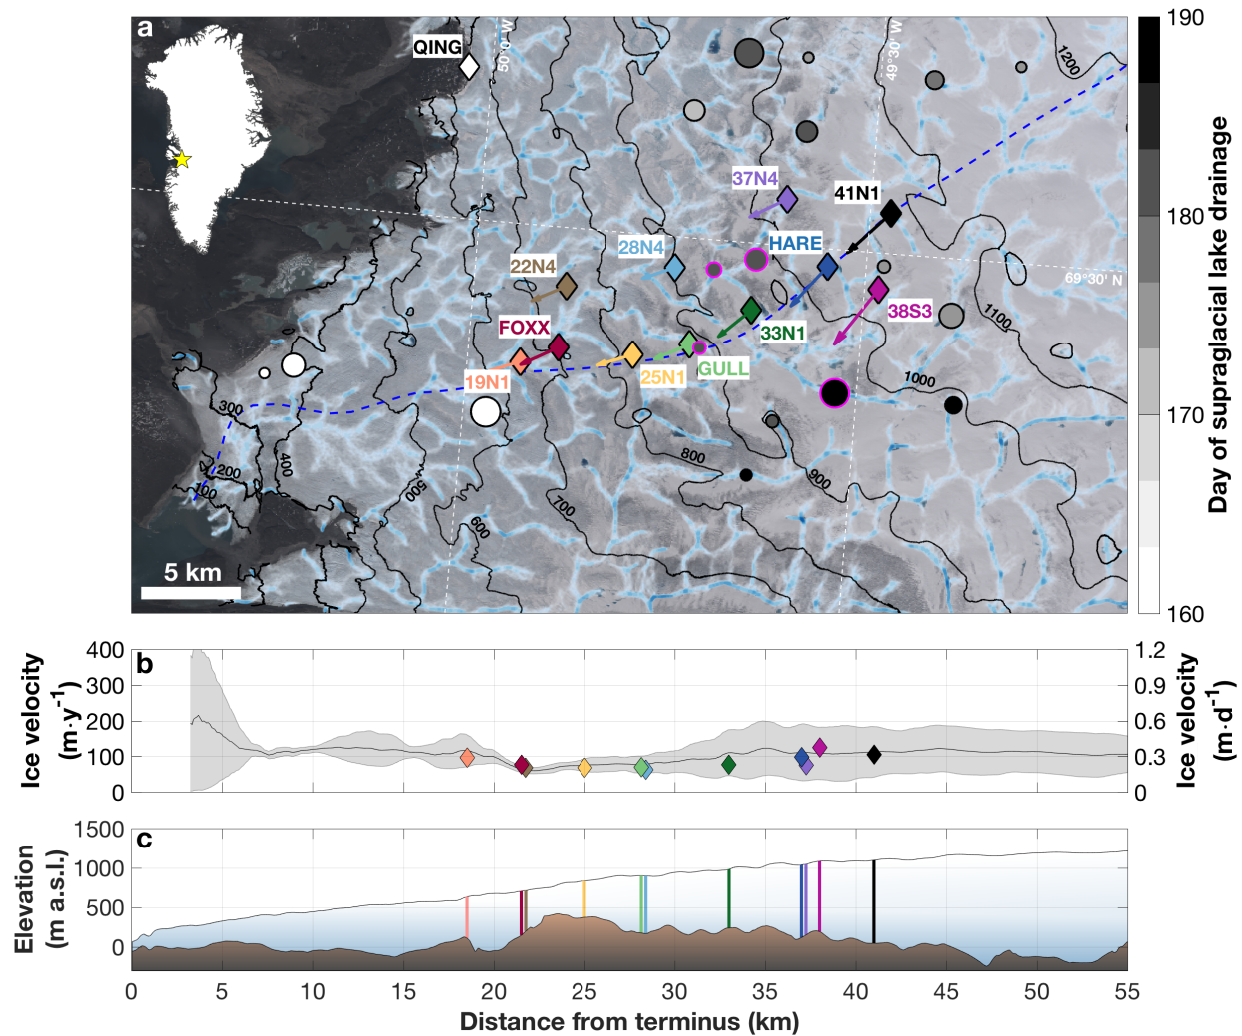 a
QING
50°0' W
49°30' W
1200
190
37N4
41N1
180
28N4
HARE
22N4
69°30' N
38S3
1100
FOXX
33N1
19N1
25N1
GULL
1000
300
170
200
400
100
500
800
900
700
600
5 km
160
Day of supraglacial lake drainage
b
400
300
200
100
0
Ice velocity
(m·y⁻¹)
1.2
0.9
0.6
0.3
0
Ice velocity
(m·d⁻¹)
c
1500
1000
500
0
Elevation
(m a.s.l.)
0 5 10 15 20 25 30 35 40 45 50 55
Distance from terminus (km)